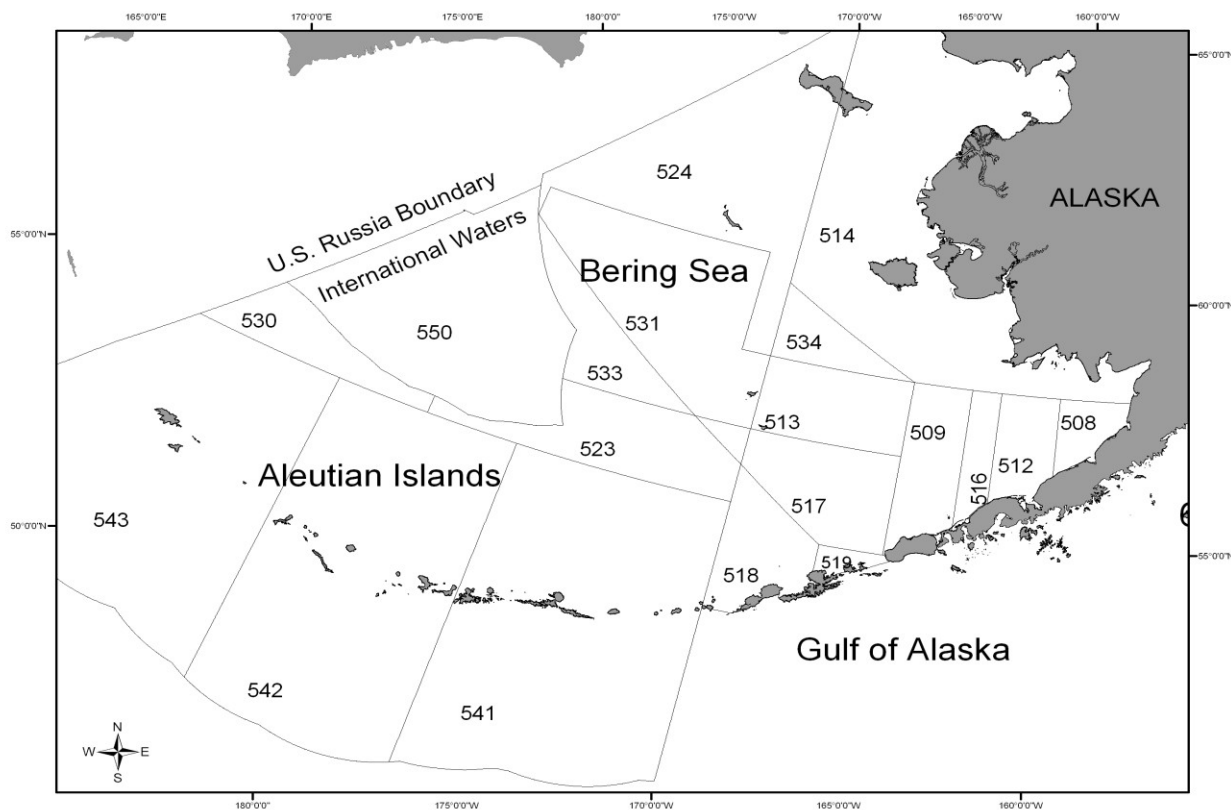 165°0'0"E 170°0'0"E 175°0'0"E 180°0'0" 175°0'0"W 170°0'0"W 165°0'0"W 160°0'0"W
65°0'0"N
524
ALASKA
U.S. Russia Boundary
International Waters
55°0'0"N
514
Bering Sea
60°0'0"N
530
550
531
534
533
513
509
508
523
512
Aleutian Islands
516
543
517
50°0'0"N
55°0'0"N
518
519
Gulf of Alaska
542
541
N
W E
S
180°0'0" 175°0'0"W 170°0'0"W 165°0'0"W 160°0'0"W